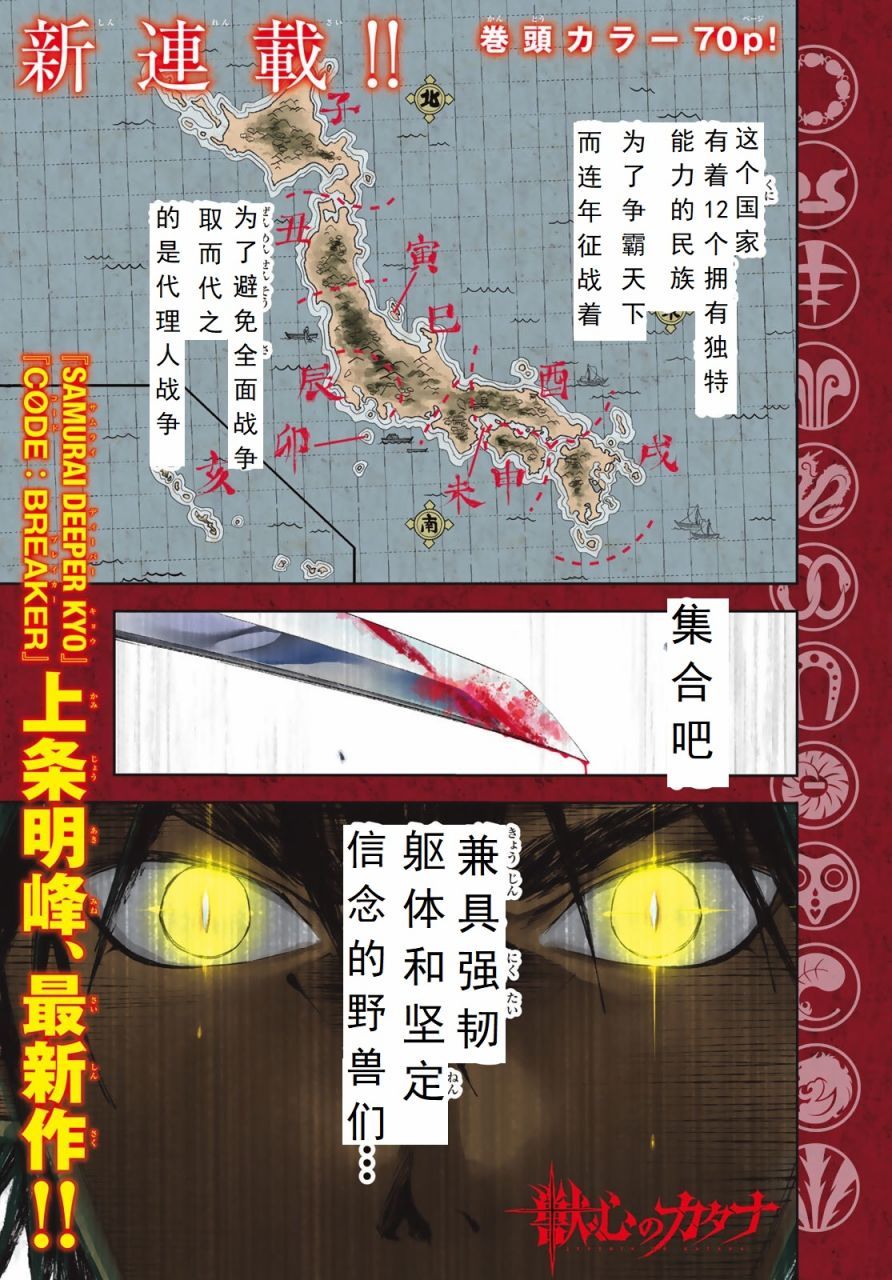 新連載!!
巻頭カラー70p!
这个国家
有着12个拥有独特
能力的民族
为了争霸天下
而连年征战着
为了避免全面战争
取而代之
的是代理人战争
北
子
丑
寅
巳
辰
卯
酉
戌
申
未
亥
南
『SAMURAI DEEPER KYO』
『CØDE:BREAKER』
上条明峰、最新作!!
集合吧
兼具强韧
躯体和坚定
信念的野兽们…
獣心のカタナ